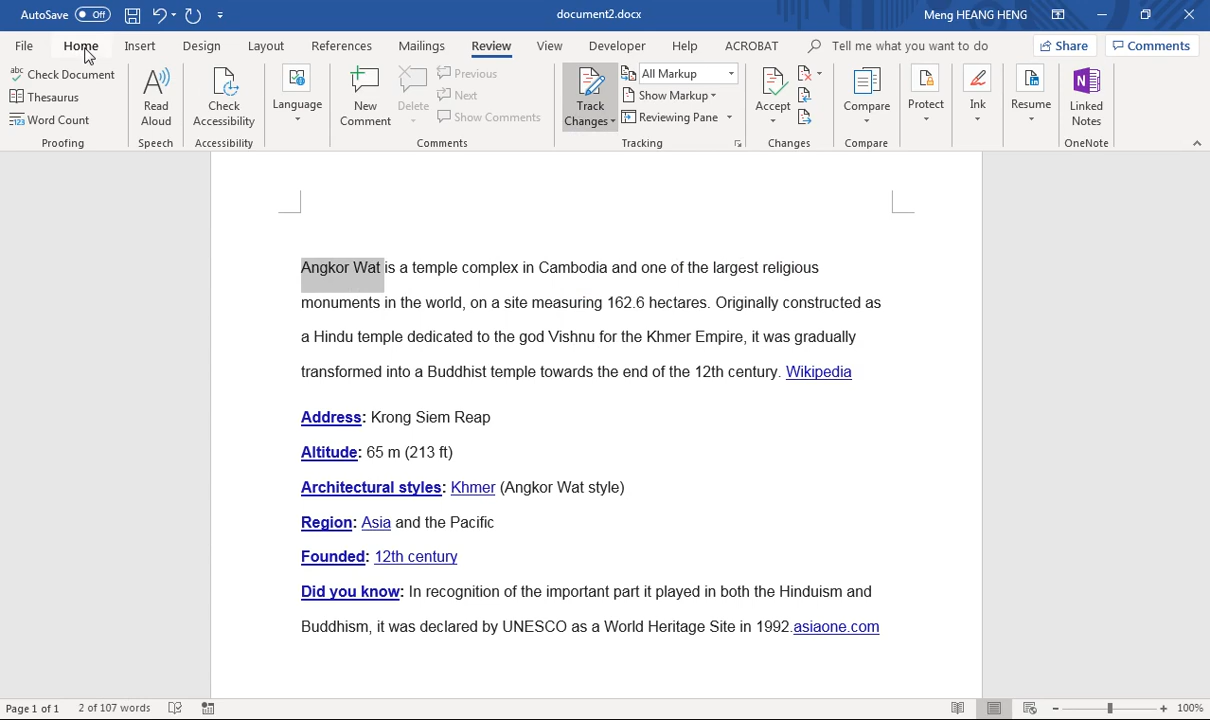 AutoSave Off document2.docx Meng HEANG HENG
File Home Insert Design Layout References Mailings Review View Developer Help ACROBAT Tell me what you want to do Share Comments
abc Check Document
Thesaurus
123 Word Count
Proofing
Read Aloud
Speech
Check Accessibility
Accessibility
Language
New Comment
Delete
Previous
Next
Show Comments
Comments
Track Changes
All Markup
Show Markup
Reviewing Pane
Tracking
Accept
Changes
Compare
Compare
Protect
Ink
Resume
Linked Notes
OneNote
Angkor Wat is a temple complex in Cambodia and one of the largest religious
monuments in the world, on a site measuring 162.6 hectares. Originally constructed as
a Hindu temple dedicated to the god Vishnu for the Khmer Empire, it was gradually
transformed into a Buddhist temple towards the end of the 12th century. Wikipedia
Address: Krong Siem Reap
Altitude: 65 m (213 ft)
Architectural styles: Khmer (Angkor Wat style)
Region: Asia and the Pacific
Founded: 12th century
Did you know: In recognition of the important part it played in both the Hinduism and
Buddhism, it was declared by UNESCO as a World Heritage Site in 1992.asiaone.com
Page 1 of 1 2 of 107 words 100%